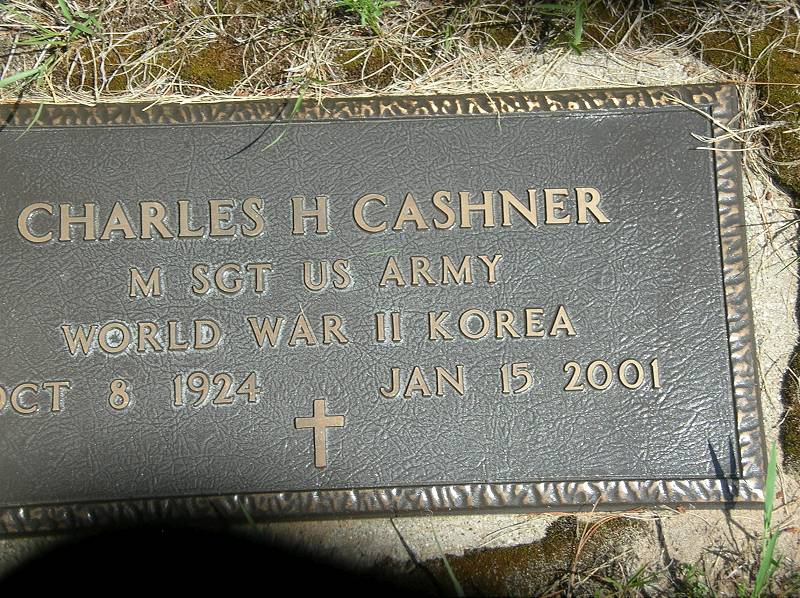 CHARLES H CASHNER
M SGT US ARMY
WORLD WAR II KOREA
OCT 8 1924 JAN 15 2001